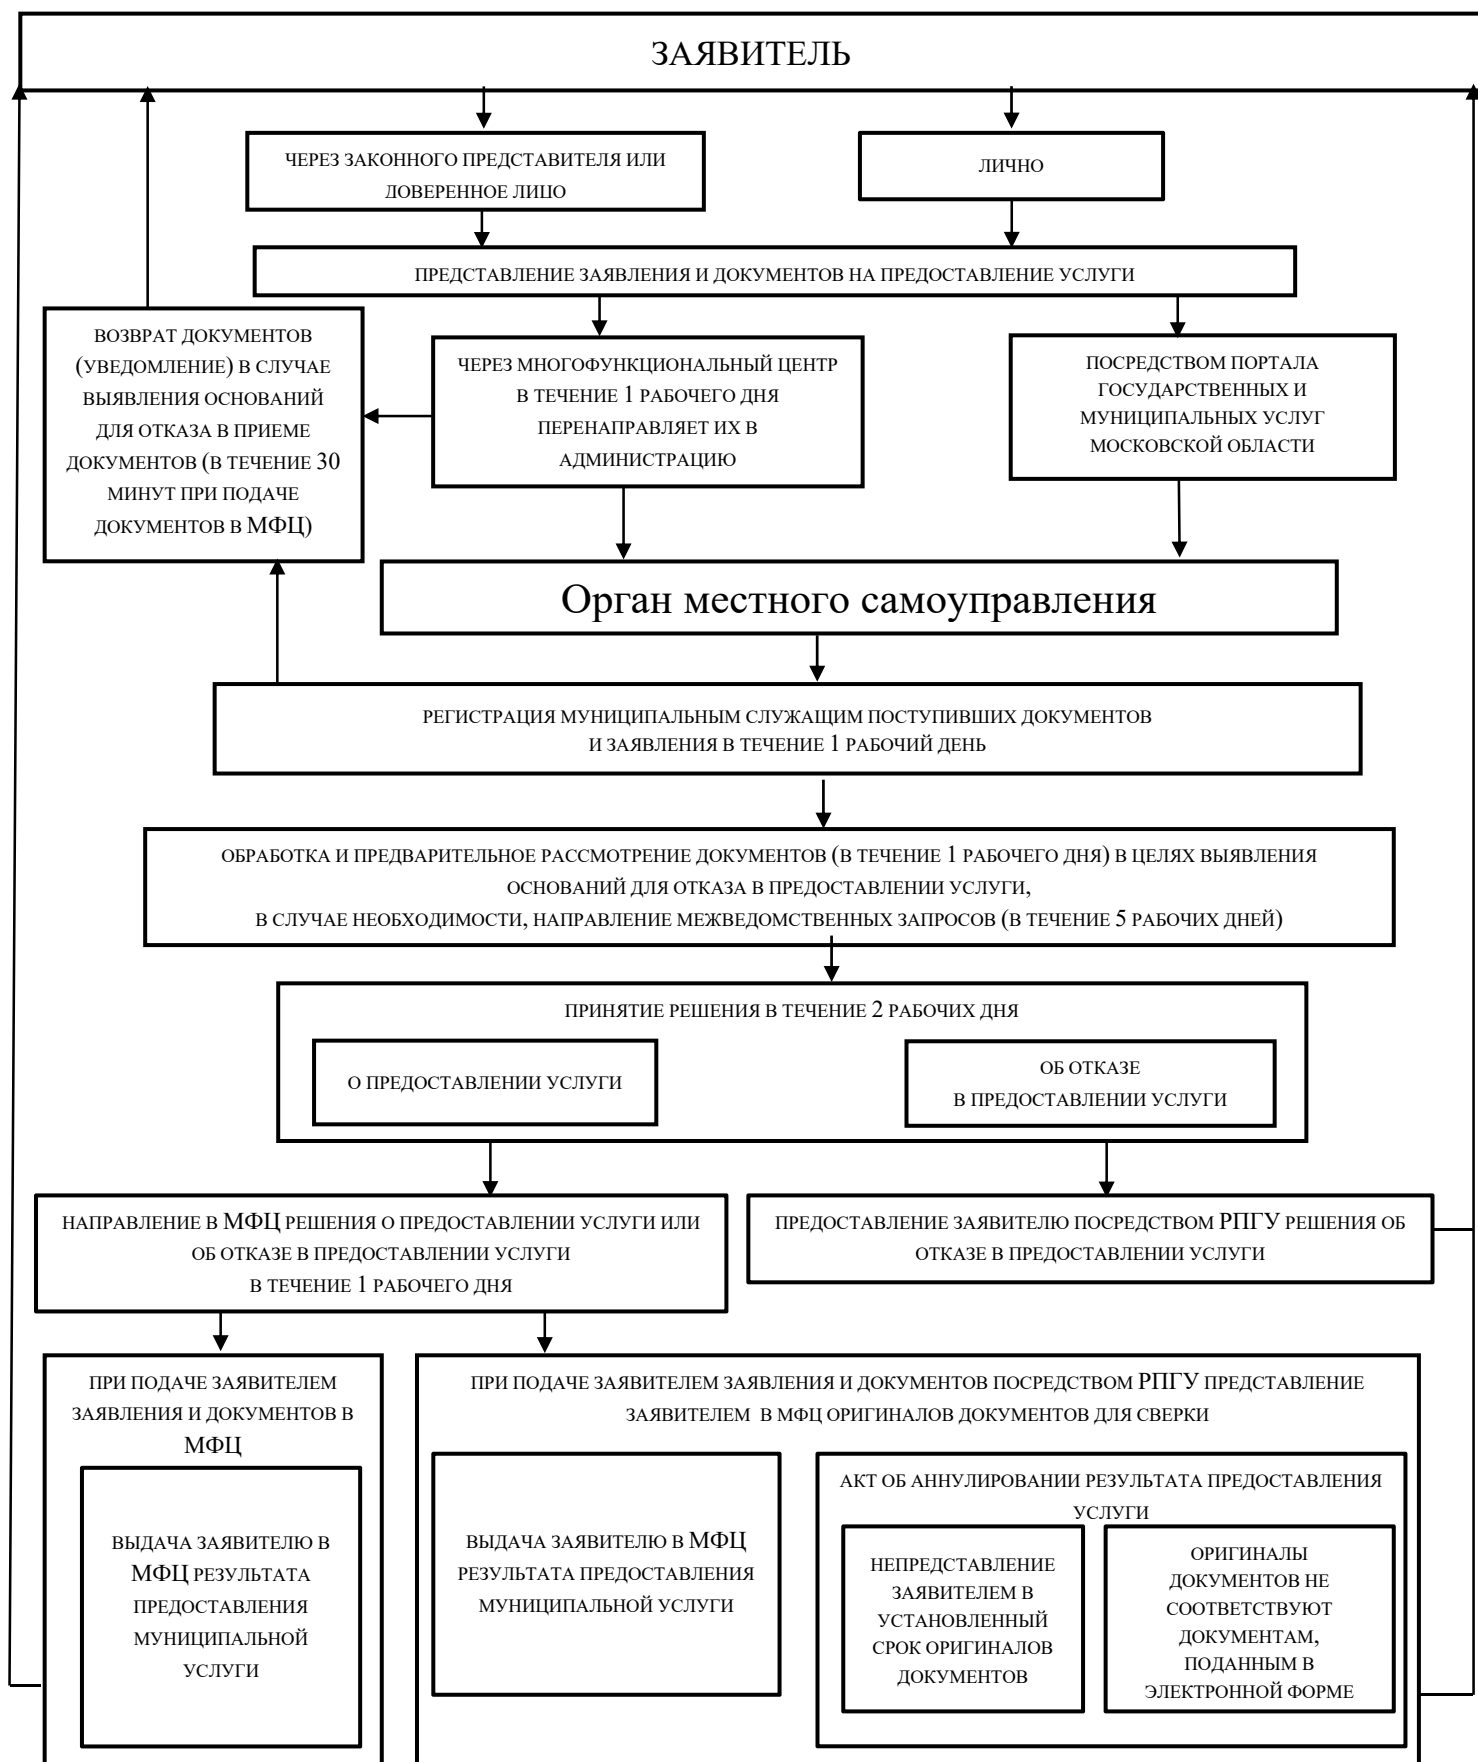 ЗАЯВИТЕЛЬ
ЧЕРЕЗ ЗАКОННОГО ПРЕДСТАВИТЕЛЯ ИЛИ
ДОВЕРЕННОЕ ЛИЦО
ЛИЧНО
ПРЕДСТАВЛЕНИЕ ЗАЯВЛЕНИЯ И ДОКУМЕНТОВ НА ПРЕДОСТАВЛЕНИЕ УСЛУГИ
ВОЗВРАТ ДОКУМЕНТОВ
(УВЕДОМЛЕНИЕ) В СЛУЧАЕ
ВЫЯВЛЕНИЯ ОСНОВАНИЙ
ДЛЯ ОТКАЗА В ПРИЕМЕ
ДОКУМЕНТОВ (В ТЕЧЕНИЕ 30
МИНУТ ПРИ ПОДАЧЕ
ДОКУМЕНТОВ В МФЦ)
ЧЕРЕЗ МНОГОФУНКЦИОНАЛЬНЫЙ ЦЕНТР
В ТЕЧЕНИЕ 1 РАБОЧЕГО ДНЯ
ПЕРЕНАПРАВЛЯЕТ ИХ В
АДМИНИСТРАЦИЮ
ПОСРЕДСТВОМ ПОРТАЛА
ГОСУДАРСТВЕННЫХ И
МУНИЦИПАЛЬНЫХ УСЛУГ
МОСКОВСКОЙ ОБЛАСТИ
Орган местного самоуправления
РЕГИСТРАЦИЯ МУНИЦИПАЛЬНЫМ СЛУЖАЩИМ ПОСТУПИВШИХ ДОКУМЕНТОВ
И ЗАЯВЛЕНИЯ В ТЕЧЕНИЕ 1 РАБОЧИЙ ДЕНЬ
ОБРАБОТКА И ПРЕДВАРИТЕЛЬНОЕ РАССМОТРЕНИЕ ДОКУМЕНТОВ (В ТЕЧЕНИЕ 1 РАБОЧЕГО ДНЯ) В ЦЕЛЯХ ВЫЯВЛЕНИЯ
ОСНОВАНИЙ ДЛЯ ОТКАЗА В ПРЕДОСТАВЛЕНИИ УСЛУГИ,
В СЛУЧАЕ НЕОБХОДИМОСТИ, НАПРАВЛЕНИЕ МЕЖВЕДОМСТВЕННЫХ ЗАПРОСОВ (В ТЕЧЕНИЕ 5 РАБОЧИХ ДНЕЙ)
ПРИНЯТИЕ РЕШЕНИЯ В ТЕЧЕНИЕ 2 РАБОЧИХ ДНЯ
О ПРЕДОСТАВЛЕНИИ УСЛУГИ
ОБ ОТКАЗЕ
В ПРЕДОСТАВЛЕНИИ УСЛУГИ
НАПРАВЛЕНИЕ В МФЦ РЕШЕНИЯ О ПРЕДОСТАВЛЕНИИ УСЛУГИ ИЛИ
ОБ ОТКАЗЕ В ПРЕДОСТАВЛЕНИИ УСЛУГИ
В ТЕЧЕНИЕ 1 РАБОЧЕГО ДНЯ
ПРЕДОСТАВЛЕНИЕ ЗАЯВИТЕЛЮ ПОСРЕДСТВОМ РПГУ РЕШЕНИЯ ОБ
ОТКАЗЕ В ПРЕДОСТАВЛЕНИИ УСЛУГИ
ПРИ ПОДАЧЕ ЗАЯВИТЕЛЕМ
ЗАЯВЛЕНИЯ И ДОКУМЕНТОВ В
МФЦ
ВЫДАЧА ЗАЯВИТЕЛЮ В
МФЦ РЕЗУЛЬТАТА
ПРЕДОСТАВЛЕНИЯ
МУНИЦИПАЛЬНОЙ
УСЛУГИ
ПРИ ПОДАЧЕ ЗАЯВИТЕЛЕМ ЗАЯВЛЕНИЯ И ДОКУМЕНТОВ ПОСРЕДСТВОМ РПГУ ПРЕДСТАВЛЕНИЕ
ЗАЯВИТЕЛЕМ В МФЦ ОРИГИНАЛОВ ДОКУМЕНТОВ ДЛЯ СВЕРКИ
ВЫДАЧА ЗАЯВИТЕЛЮ В МФЦ
РЕЗУЛЬТАТА ПРЕДОСТАВЛЕНИЯ
МУНИЦИПАЛЬНОЙ УСЛУГИ
АКТ ОБ АННУЛИРОВАНИИ РЕЗУЛЬТАТА ПРЕДОСТАВЛЕНИЯ
УСЛУГИ
НЕПРЕДСТАВЛЕНИЕ
ЗАЯВИТЕЛЕМ В
УСТАНОВЛЕННЫЙ
СРОК ОРИГИНАЛОВ
ДОКУМЕНТОВ
ОРИГИНАЛЫ
ДОКУМЕНТОВ НЕ
СООТВЕТСТВУЮТ
ДОКУМЕНТАМ,
ПОДАННЫМ В
ЭЛЕКТРОННОЙ ФОРМЕ